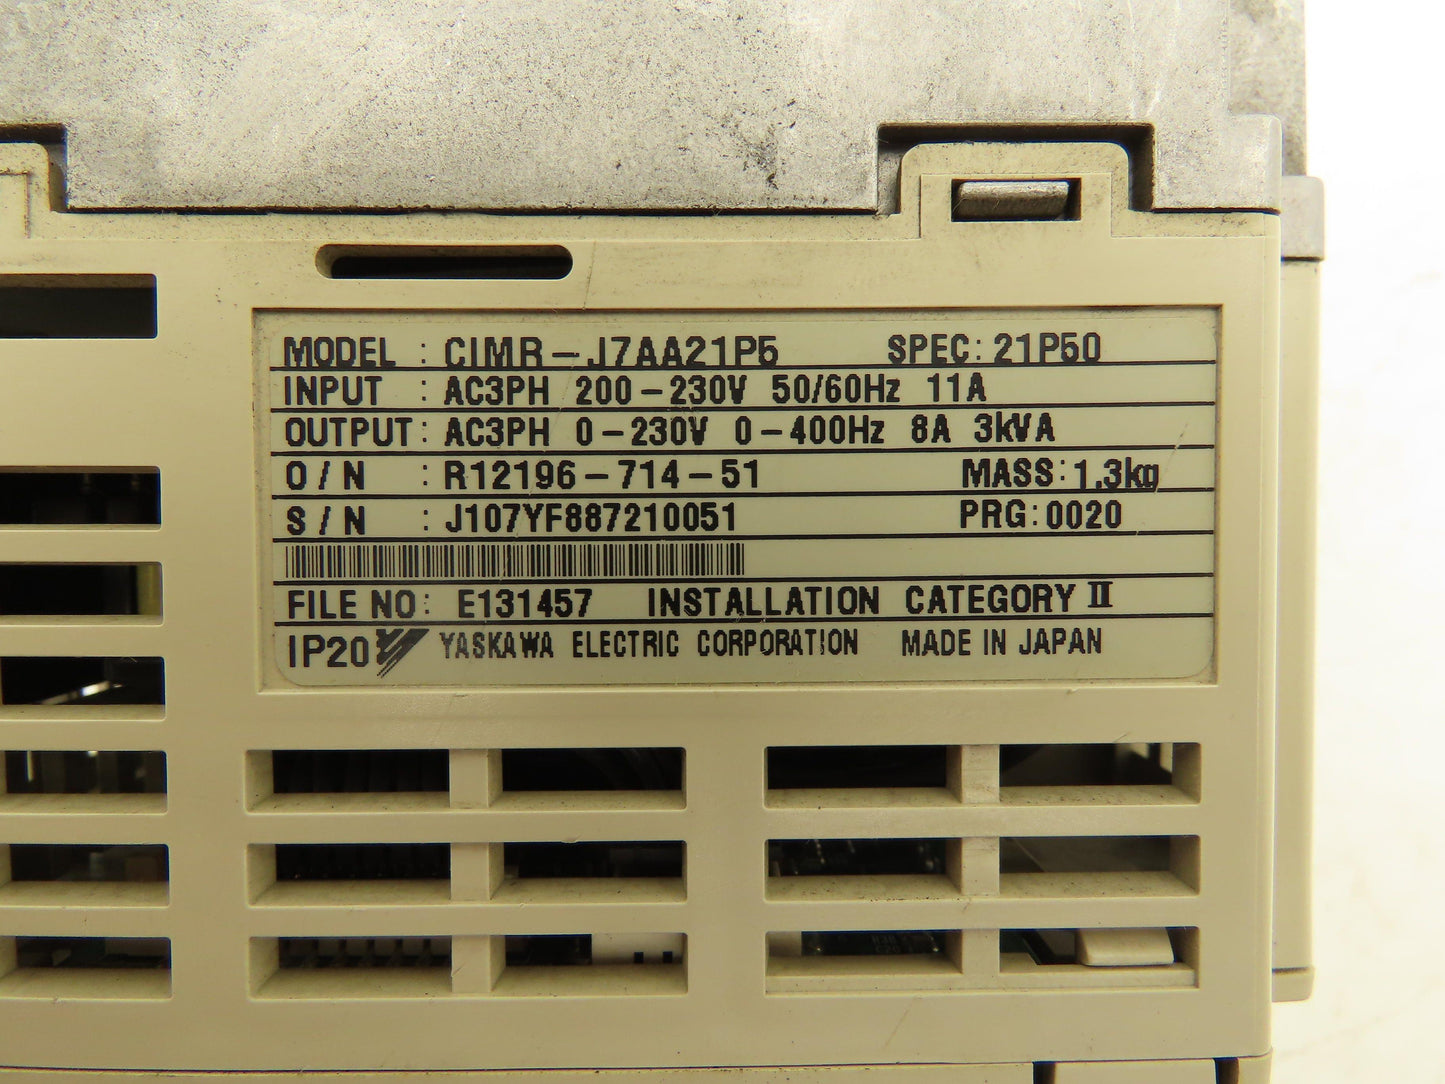 MODEL : CIMR-J7AA21P5 SPEC: 21P50
INPUT : AC3PH 200-230V 50/60Hz 11A
OUTPUT: AC3PH 0-230V 0-400Hz 8A 3kVA
O/N : R12196-714-51 MASS: 1.3kg
S/N : J107YF887210051 PRG: 0020
FILE NO: E131457 INSTALLATION CATEGORY II
IP20 YASKAWA ELECTRIC CORPORATION MADE IN JAPAN